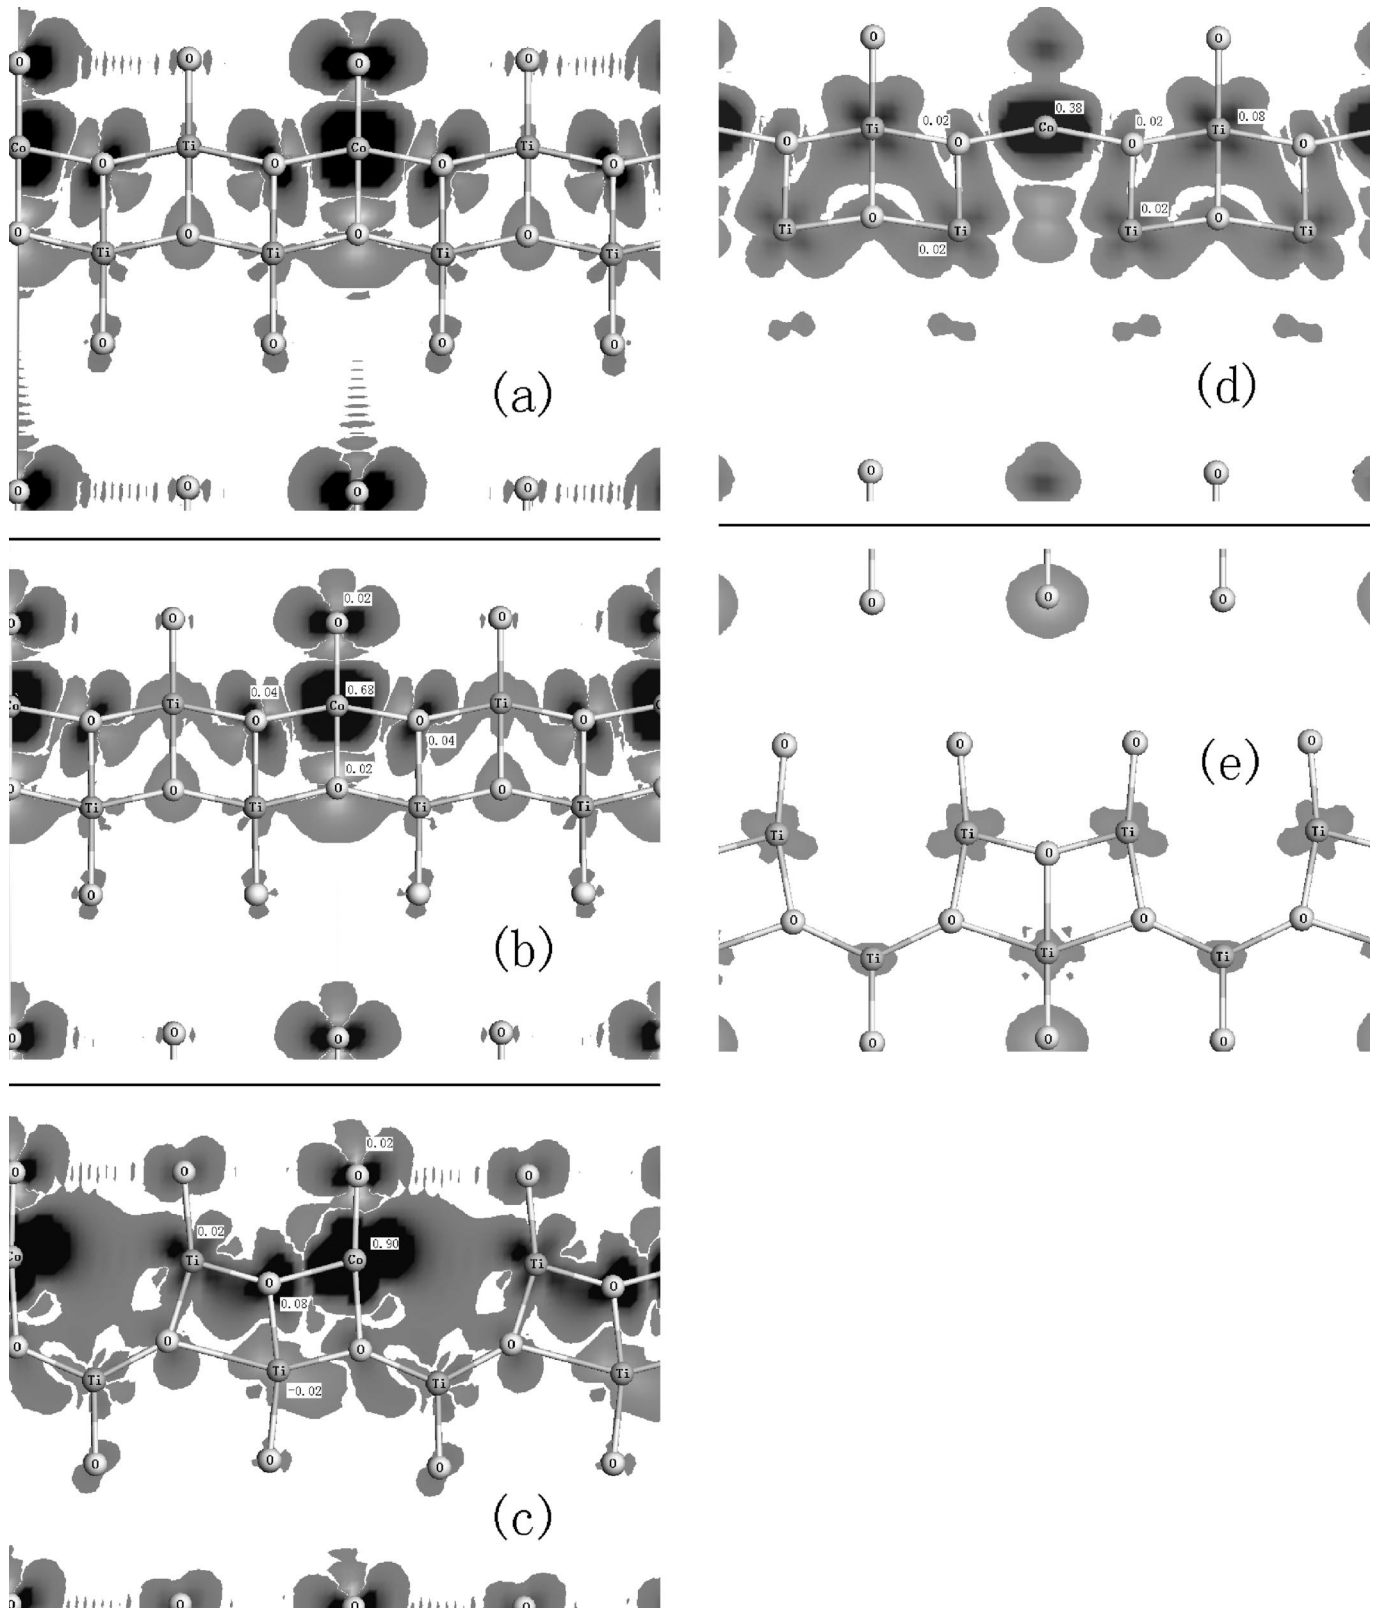 O O O O
Co O Ti O Co O Ti O
O Ti O Ti O Ti O Ti
O O O O
(a)
O O O O
0.02
O O O O O
0.04 0.68
Co O Ti O Co O Ti O
0.04
0.02
O Ti O Ti O Ti O Ti O
O
(b)
O O O O
0.02
O O O O
0.02 0.90
Co Ti O Co Ti O
0.08
O O O O
Ti Ti Ti Ti
-0.02
O O O O
(c)
O O O
O O
0.38 0.08
0.02 0.02
O Ti O Co O Ti O
0.02
Ti O Ti Ti O Ti
0.02
(d)
O O
O O O
O O O O
(e)
Ti Ti O Ti Ti
O O O O
Ti Ti Ti
O O O